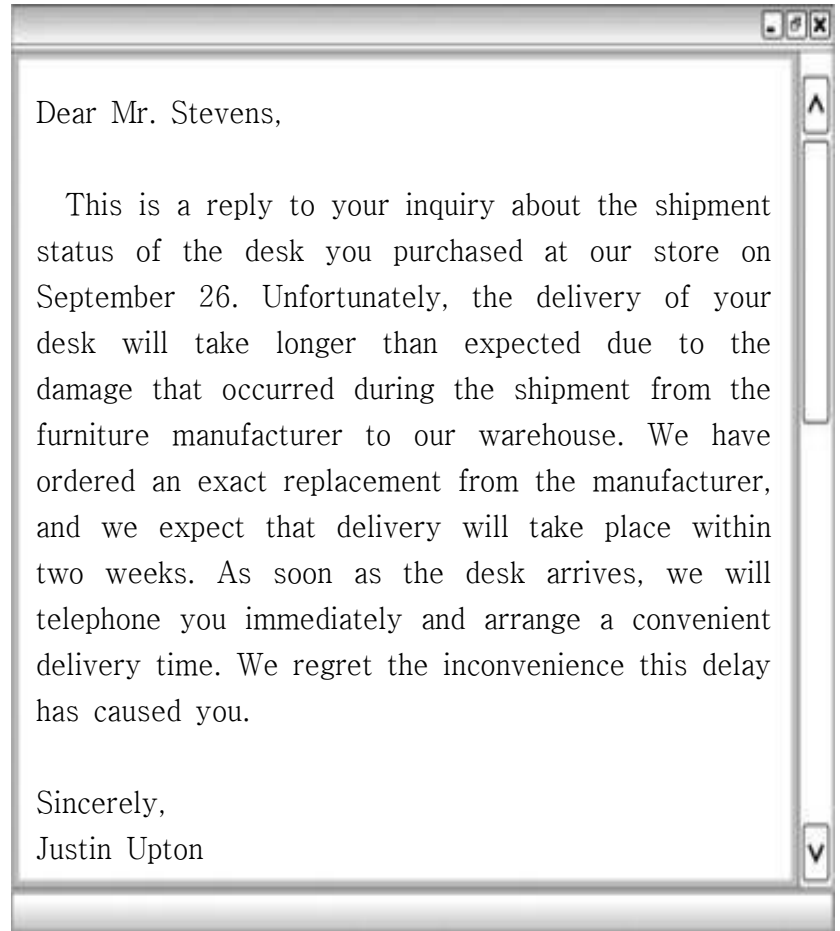 Dear Mr. Stevens,
This is a reply to your inquiry about the shipment
status of the desk you purchased at our store on
September 26. Unfortunately, the delivery of your
desk will take longer than expected due to the
damage that occurred during the shipment from the
furniture manufacturer to our warehouse. We have
ordered an exact replacement from the manufacturer,
and we expect that delivery will take place within
two weeks. As soon as the desk arrives, we will
telephone you immediately and arrange a convenient
delivery time. We regret the inconvenience this delay
has caused you.
Sincerely,
Justin Upton